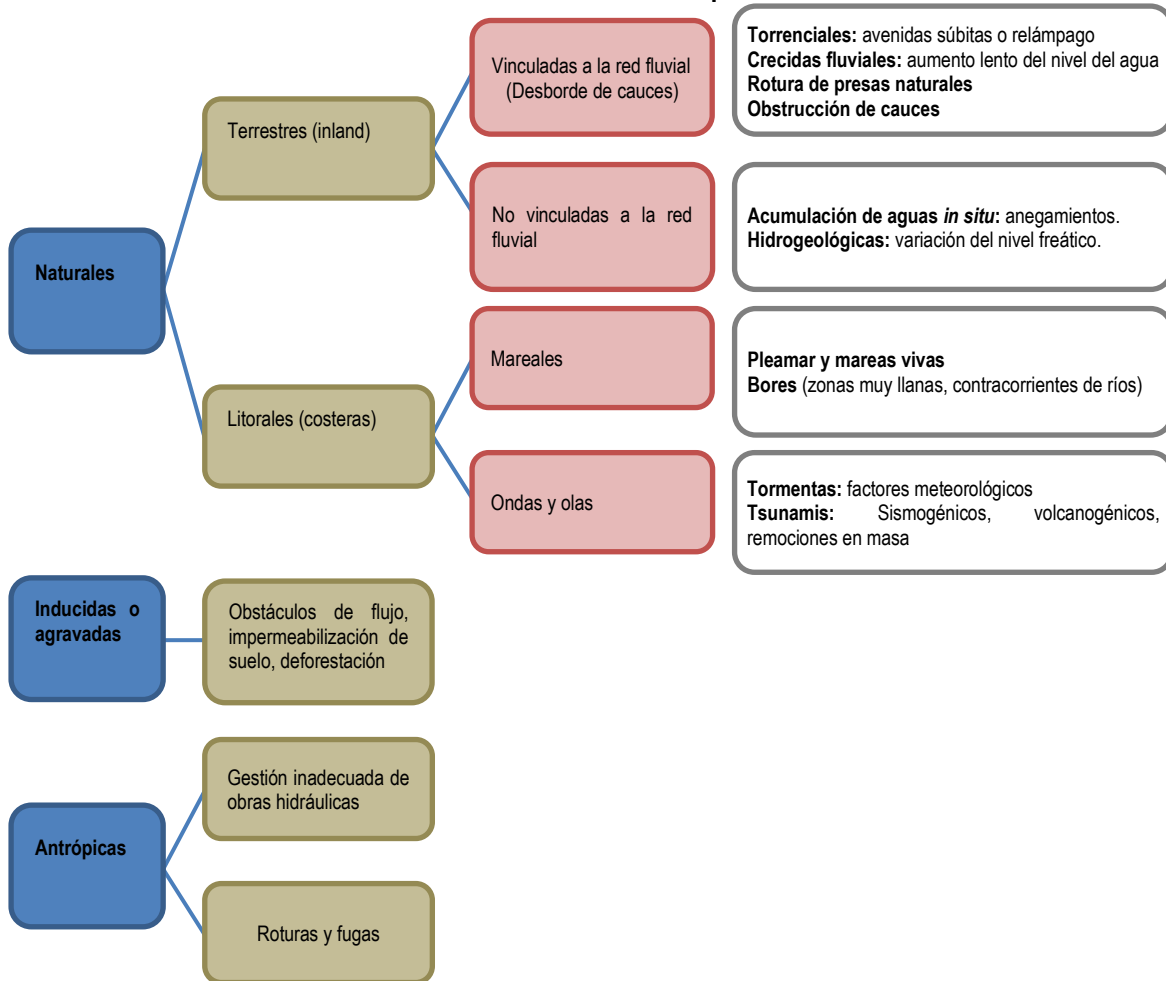 Naturales
Terrestres (inland)
Vinculadas a la red fluvial
(Desborde de cauces)
Torrenciales: avenidas súbitas o relámpago
Crecidas fluviales: aumento lento del nivel del agua
Rotura de presas naturales
Obstrucción de cauces
No vinculadas a la red
fluvial
Acumulación de aguas in situ: anegamientos.
Hidrogeológicas: variación del nivel freático.
Litorales (costeras)
Mareales
Pleamar y mareas vivas
Bores (zonas muy llanas, contracorrientes de ríos)
Ondas y olas
Tormentas: factores meteorológicos
Tsunamis: Sismogénicos, volcanogénicos,
remociones en masa
Inducidas o
agravadas
Obstáculos de flujo,
impermeabilización de
suelo, deforestación
Antrópicas
Gestión inadecuada de
obras hidráulicas
Roturas y fugas